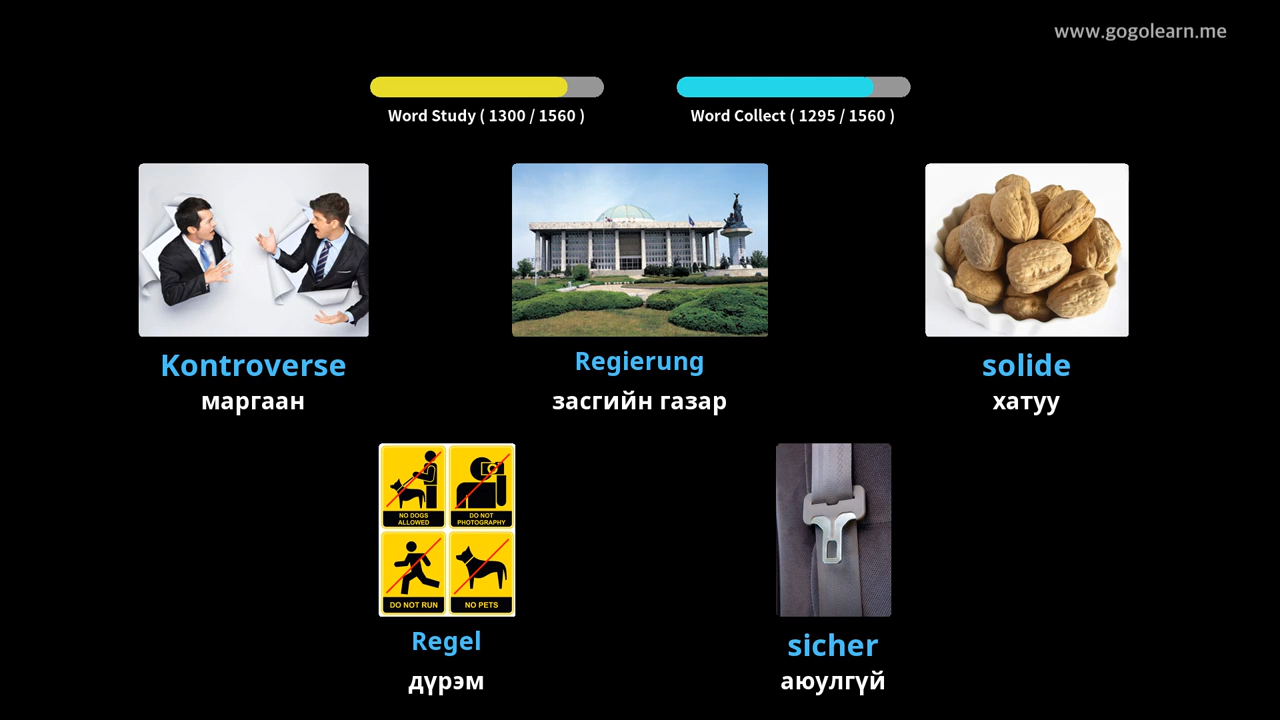 www.gogolearn.me
Word Study ( 1300 / 1560 )
Word Collect ( 1295 / 1560 )
Kontroverse
маргаан
Regierung
засгийн газар
solide
хатуу
NO DOGS
ALLOWED
DO NOT
PHOTOGRAPHY
DO NOT RUN
NO PETS
Regel
дүрэм
sicher
аюулгүй